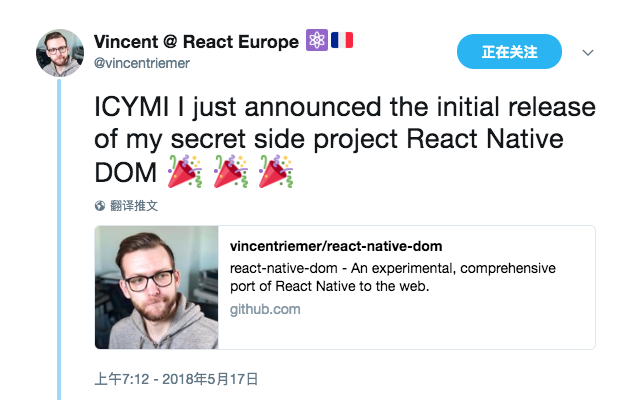 Vincent @ React Europe ⚛️🇫🇷
@vincentriemer
正在关注
ICYMI I just announced the initial release
of my secret side project React Native
DOM 🎉 🎉 🎉
翻译推文
vincentriemer/react-native-dom
react-native-dom - An experimental, comprehensive
port of React Native to the web.
github.com
上午7:12 - 2018年5月17日